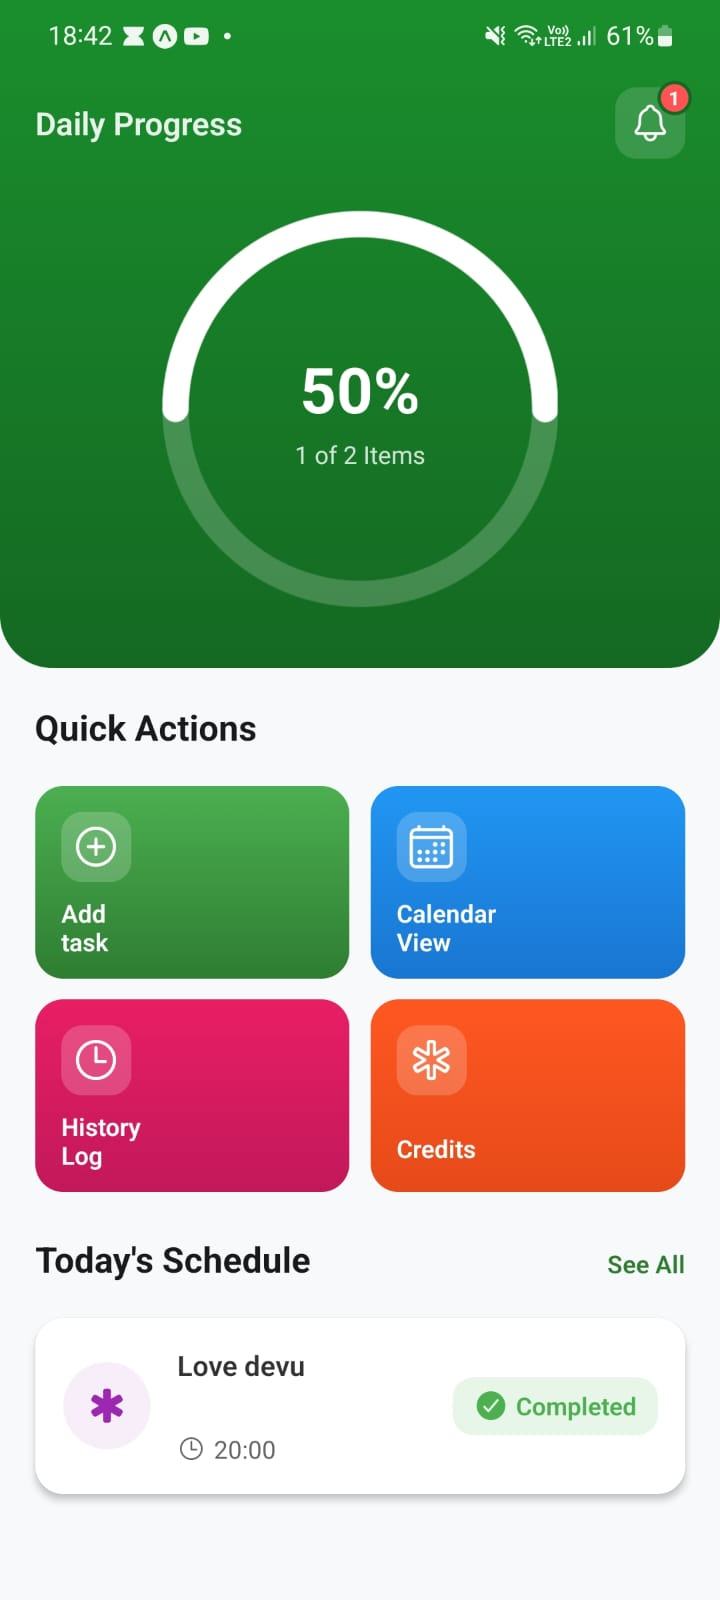 18:42
Vo))
LTE2
61%
Daily Progress
1
50%
1 of 2 Items
Quick Actions
Add
task
Calendar
View
History
Log
Credits
Today's Schedule
See All
Love devu
Completed
20:00